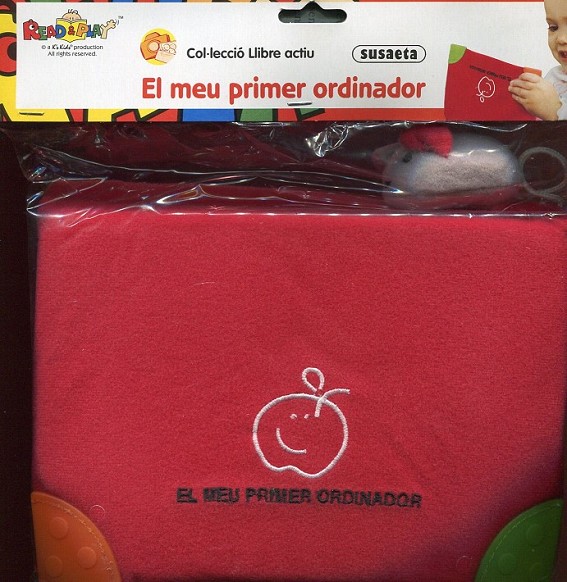 READ & PLAY™
© a K's Kids® production
All rights reserved.
Col·lecció Llibre actiu
susaeta
El meu primer ordinador
EL MEU PRIMER ORDINADOR